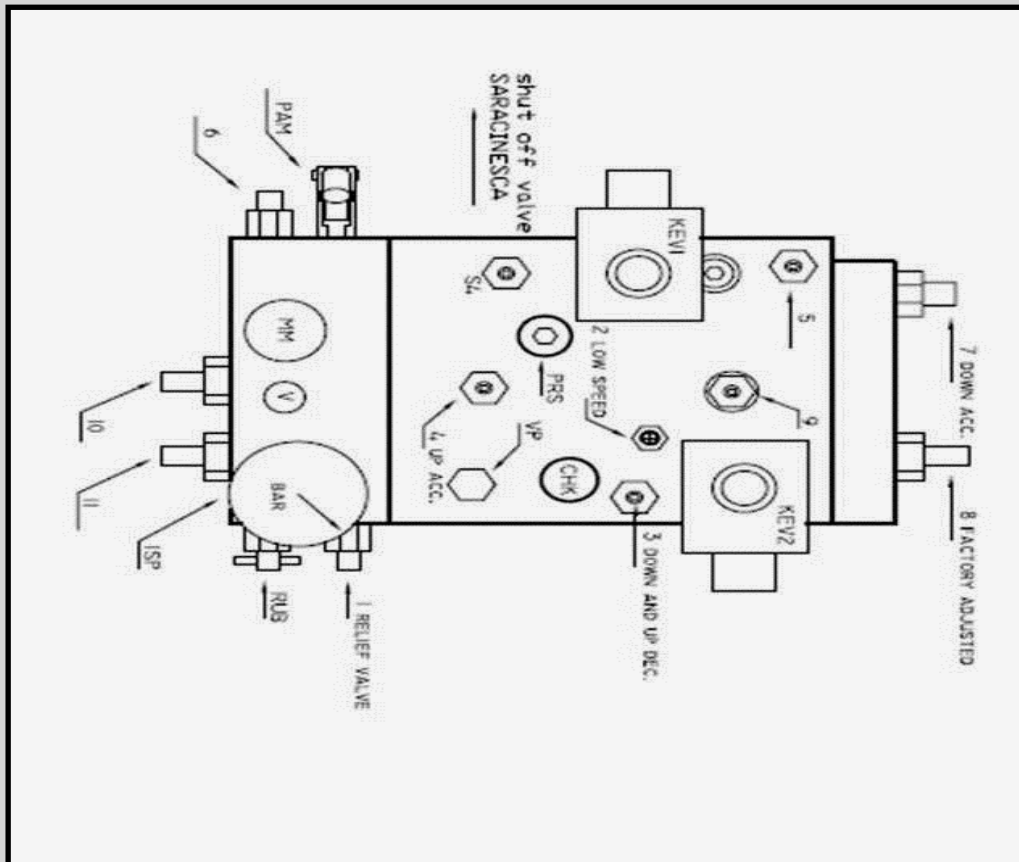 shut off valve
SARACINESCA
PAM
6
KEV1
S4
5
MIM
2 LOW SPEED
PRS
7 DOWN ACC.
V
9
10
4 UP ACC.
VP
CHK
11
BAR
KEV2
ISP
3 DOWN AND UP DEC.
8 FACTORY ADJUSTED
RUB
1 RELIEF VALVE